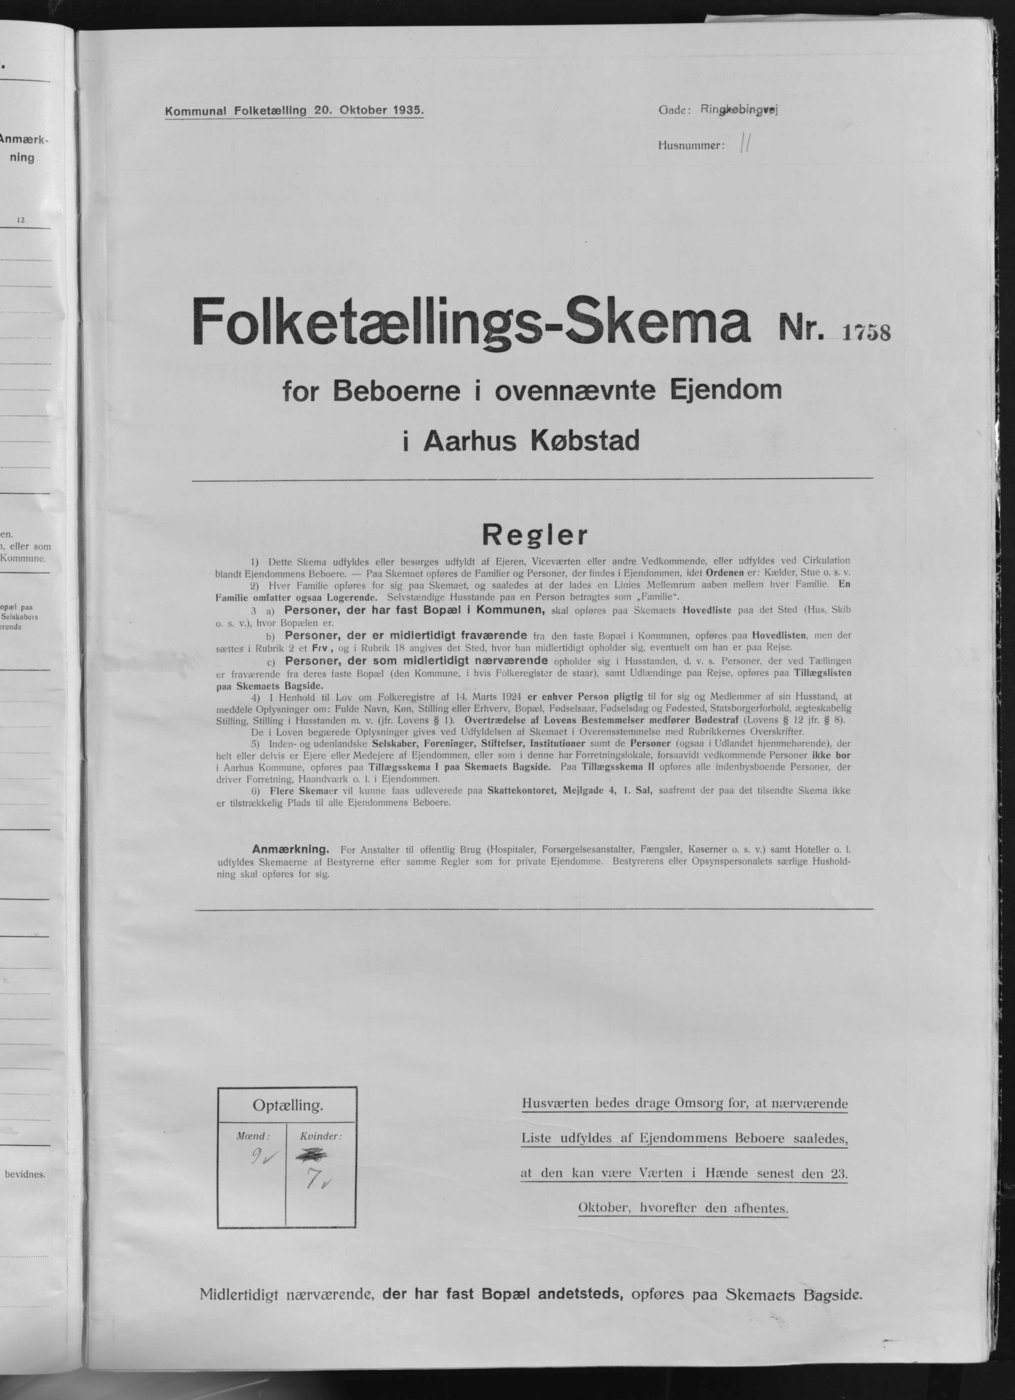 Anmærk-
ning
12
en.
, eller som
Kommune.
opæl paa
Selskabers
erende
bevidnes.
Kommunal Folketælling 20. Oktober 1935.
Gade: Ringkøbingvej
Husnummer: 11
Folketællings-Skema Nr. 1758
for Beboerne i ovennævnte Ejendom
i Aarhus Købstad
Regler
1) Dette Skema udfyldes eller besørges udfyldt af Ejeren, Viceværten eller andre Vedkommende, eller udfyldes ved Cirkulation
blandt Ejendommens Beboere. — Paa Skemaet opføres de Familier og Personer, der findes i Ejendommen, idet Ordenen er: Kælder, Stue o. s. v.
2) Hver Familie opføres for sig paa Skemaet, og saaledes at der lades en Linies Mellemrum aaben mellem hver Familie. En
Familie omfatter ogsaa Logerende. Selvstændige Husstande paa en Person betragtes som „Familie“.
3 a) Personer, der har fast Bopæl i Kommunen, skal opføres paa Skemaets Hovedliste paa det Sted (Hus, Skib
o. s. v.), hvor Bopælen er.
b) Personer, der er midlertidigt fraværende fra den faste Bopæl i Kommunen, opføres paa Hovedlisten, men der
sættes i Rubrik 2 et Frv., og i Rubrik 18 angives det Sted, hvor han midlertidigt opholder sig, eventuelt om han er paa Rejse.
c) Personer, der som midlertidigt nærværende opholder sig i Husstanden, d. v. s. Personer, der ved Tællingen
er fraværende fra deres faste Bopæl (den Kommune, i hvis Folkeregister de staar), samt Udlændinge paa Rejse, opføres paa Tillægslisten
paa Skemaets Bagside.
4) I Henhold til Lov om Folkeregistre af 14. Marts 1924 er enhver Person pligtig til for sig og Medlemmer af sin Husstand, at
meddele Oplysninger om: Fulde Navn, Køn, Stilling eller Erhverv, Bopæl, Fødselsaar, Fødselsdag og Fødested, Statsborgerforhold, ægteskabelig
Stilling, Stilling i Husstanden m. v. (jfr. Lovens § 1). Overtrædelse af Lovens Bestemmelser medfører Bødestraf (Lovens § 12 jfr. § 8).
De i Loven begærede Oplysninger gives ved Udfyldelsen af Skemaet i Overensstemmelse med Rubrikkernes Overskrifter.
5) Inden- og udenlandske Selskaber, Foreninger, Stiftelser, Institutioner samt de Personer (ogsaa i Udlandet hjemmehørende), der
helt eller delvis er Ejere eller Medejere af Ejendommen, eller som i denne har Forretningslokale, forsaavidt vedkommende Personer ikke bor
i Aarhus Kommune, opføres paa Tillægsskema I paa Skemaets Bagside. Paa Tillægsskema II opføres alle indenbysboende Personer, der
driver Forretning, Haandværk o. l. i Ejendommen.
6) Flere Skemaer vil kunne faas udleverede paa Skattekontoret, Mejlgade 4, 1. Sal, saafremt der paa det tilsendte Skema ikke
er tilstrækkelig Plads til alle Ejendommens Beboere.
Anmærkning. For Anstalter til offentlig Brug (Hospitaler, Forsørgelsesanstalter, Fængsler, Kaserner o. s. v.) samt Hoteller o. l.
udfyldes Skemaerne af Bestyrerne efter samme Regler som for private Ejendomme. Bestyrerens eller Opsynspersonalets særlige Hushold-
ning skal opføres for sig.
Optælling.
Mænd: Kvinder:
9✓
7✓
Husværten bedes drage Omsorg for, at nærværende
Liste udfyldes af Ejendommens Beboere saaledes,
at den kan være Værten i Hænde senest den 23.
Oktober, hvorefter den afhentes.
Midlertidigt nærværende, der har fast Bopæl andetsteds, opføres paa Skemaets Bagside.